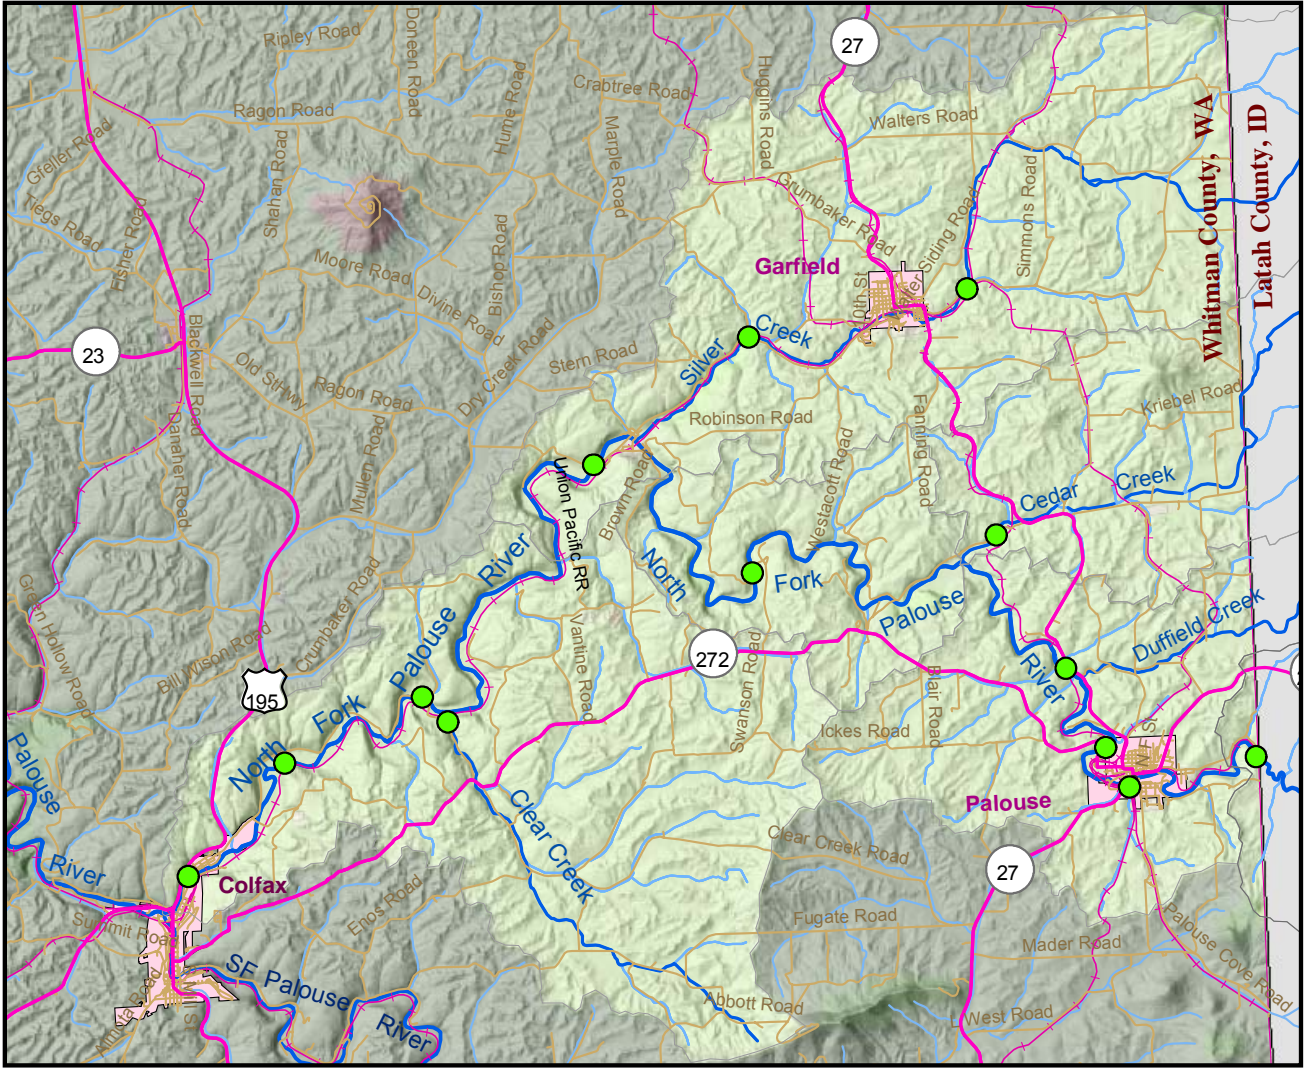 Ripley Road
Doneen Road
27
Huggins Road
Crabtree Road
Hume Road
Ragon Road
Walters Road
Marple Road
Gfeller Road
Shahan Road
Whitman County, WA
Latah County, ID
Tiegs Road
Fisher Road
Grumbaker Road
Simmons Road
Siding Road
Moore Road
Bishop Road
Divine Road
Garfield
10th St
23
Blackwell Road
Old St Hwy
Ragon Road
Dry Creek Road
Stern Road
Silver
Creek
Robinson Road
Fanning Road
Kriebel Road
Danaher Road
Mullen Road
Union Pacific RR
Brown Road
Westacott Road
Cedar
Creek
River
North
Fork
Palouse
Duffield Creek
Green Hollow Road
Crumbaker Road
Bill Wilson Road
Palouse
Vantine Road
272
Swanson Road
Blair Road
River
195
Fork
North
Ickes Road
N F St
Palouse
River
Clear Creek
Palouse
Clear Creek Road
27
Colfax
Summit Road
Enos Road
Fugate Road
Mader Road
Palouse Cove Road
SF Palouse
River
Abbott Road
West Road